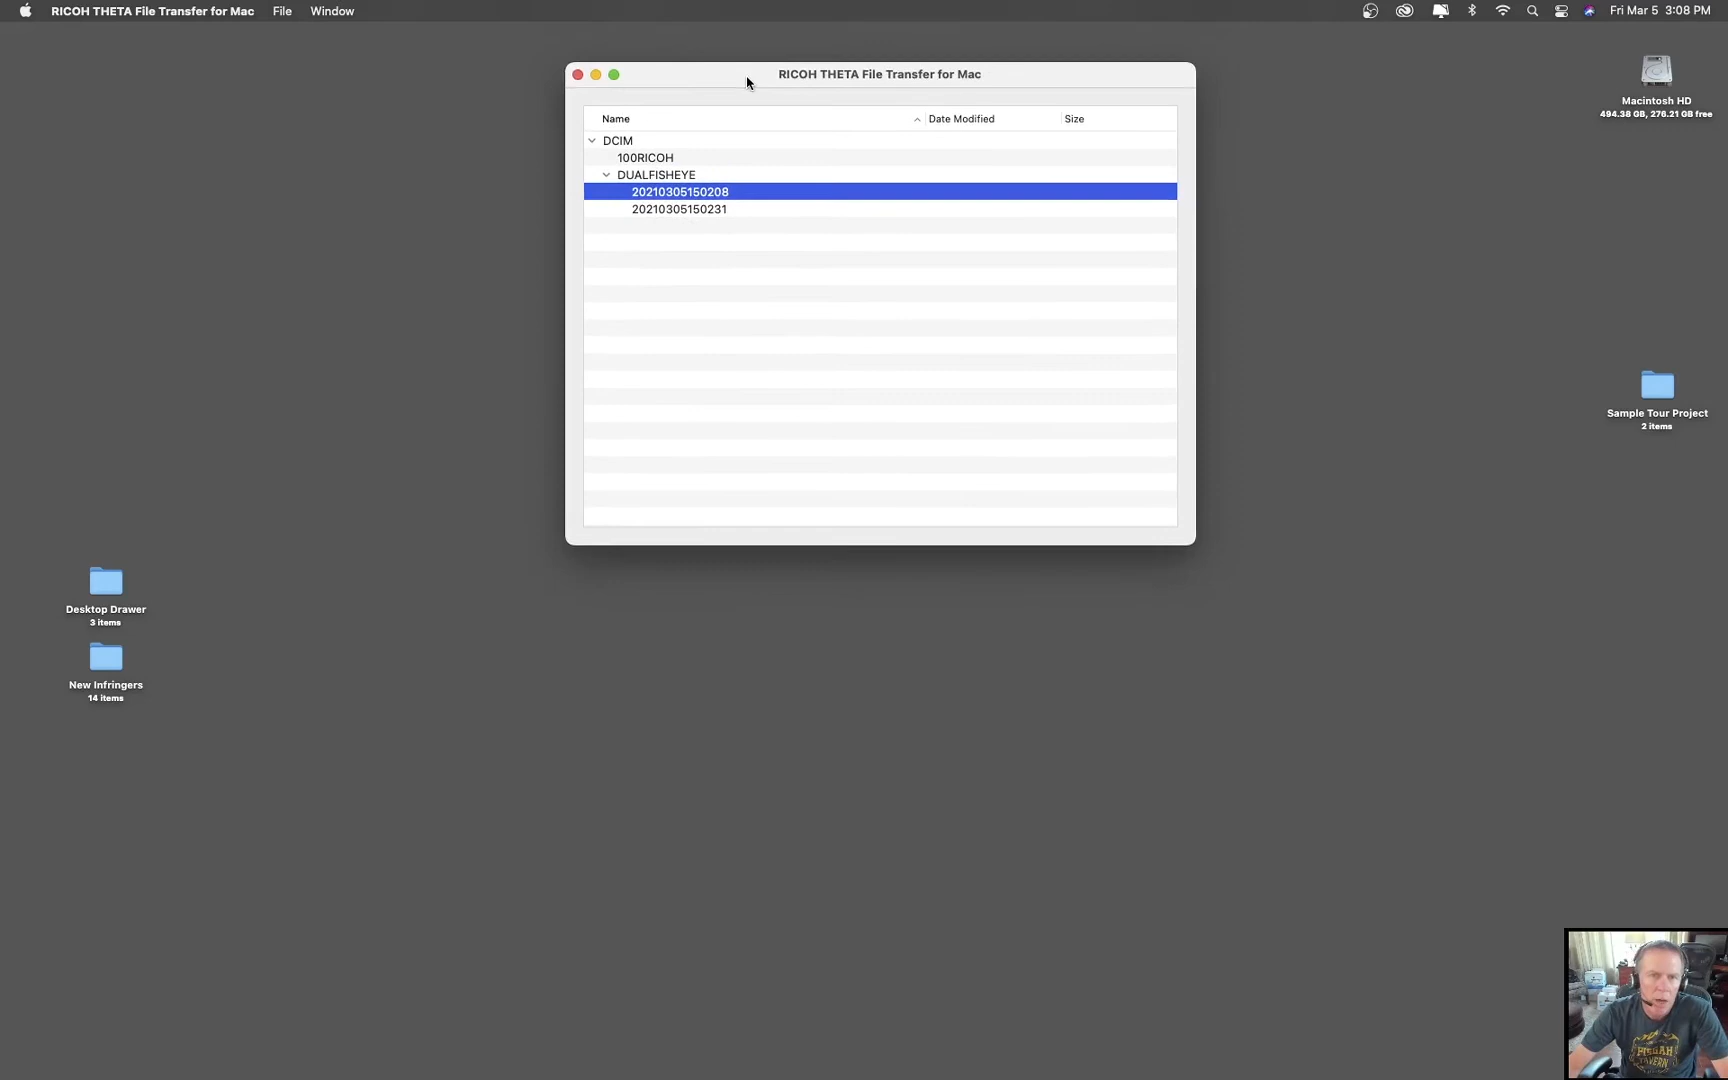 RICOH THETA File Transfer for Mac File Window
Fri Mar 5 3:08 PM
RICOH THETA File Transfer for Mac
Name Date Modified Size
DCIM
100RICOH
DUALFISHEYE
20210305150208
20210305150231
Macintosh HD
494.38 GB, 276.21 GB free
Sample Tour Project
2 items
Desktop Drawer
3 items
New Infringers
14 items
PISGAH
TAVERN